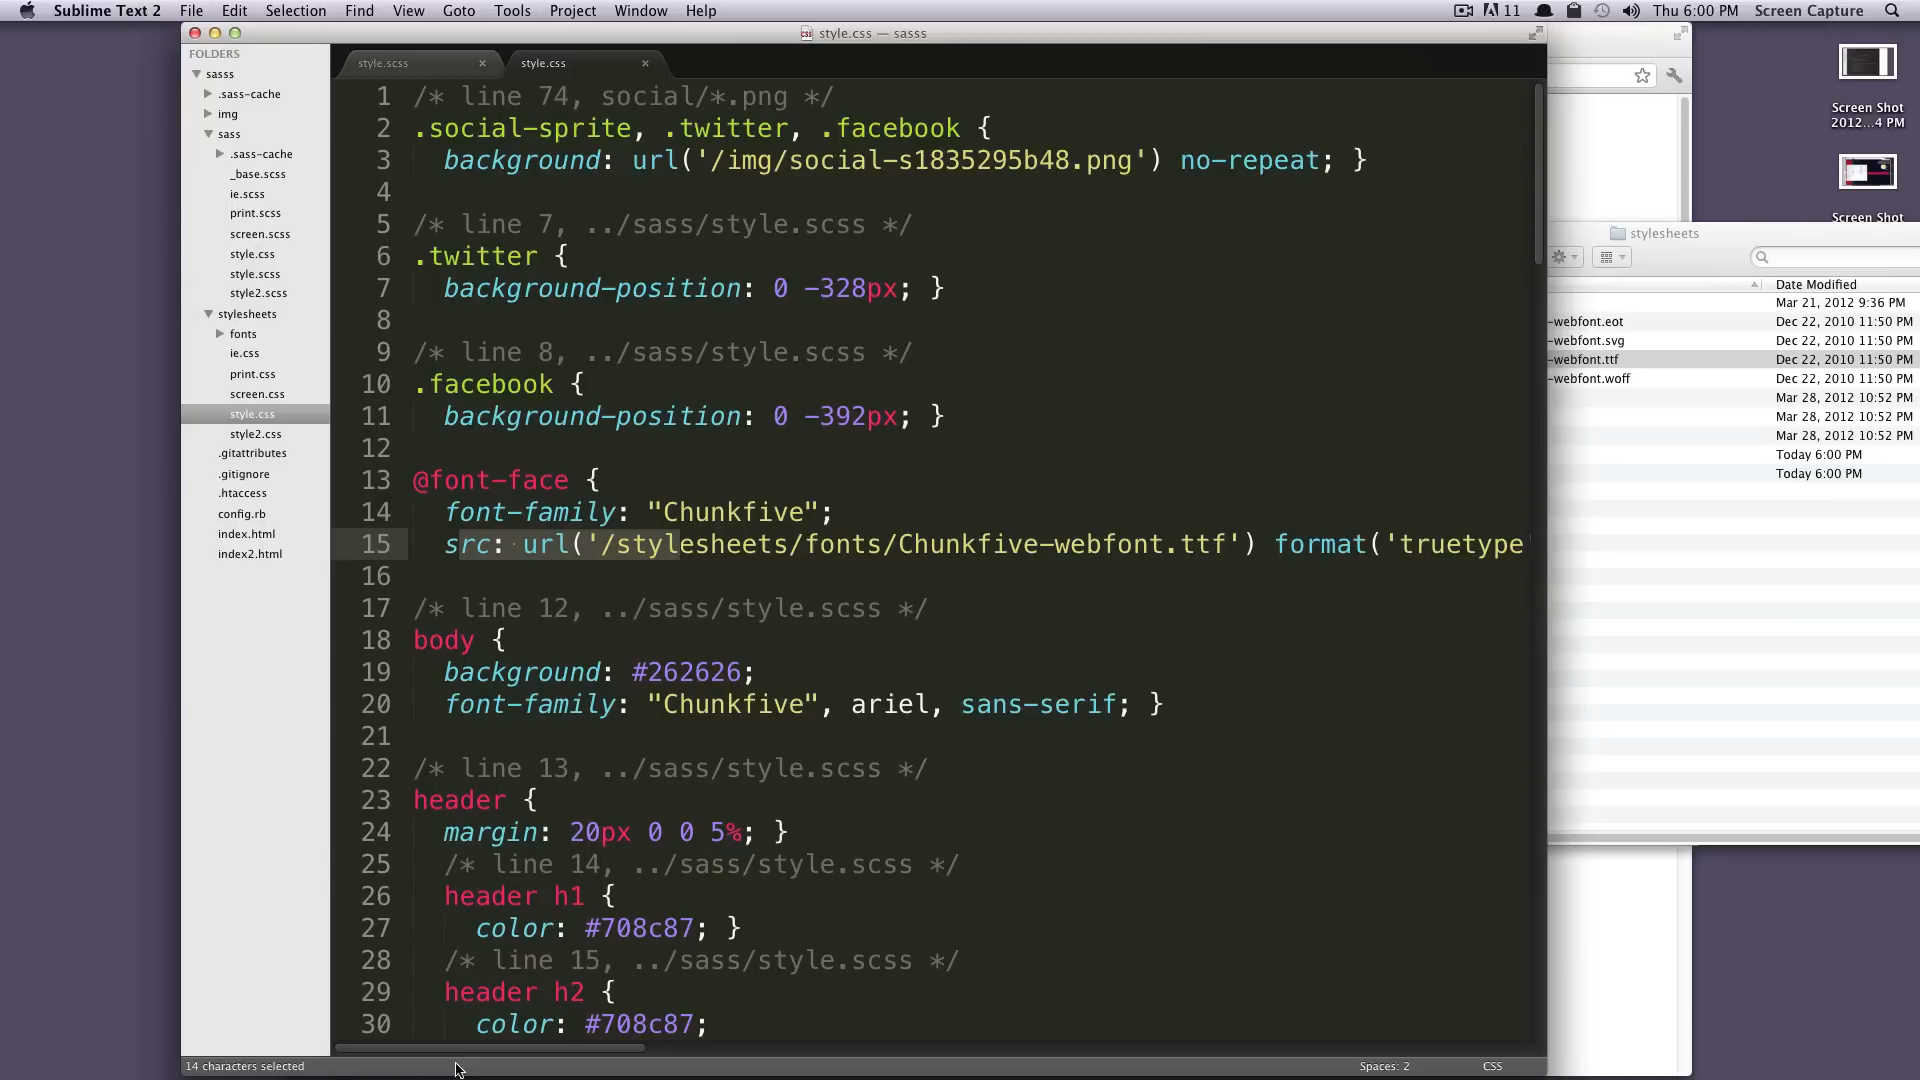 Sublime Text 2 File Edit Selection Find View Goto Tools Project Window Help
11 Thu 6:00 PM Screen Capture
style.css — sasss
FOLDERS
sasss
.sass-cache
img
sass
.sass-cache
_base.scss
ie.scss
print.scss
screen.scss
style.css
style.scss
style2.scss
stylesheets
fonts
ie.css
print.css
screen.css
style.css
style2.css
.gitattributes
.gitignore
.htaccess
config.rb
index.html
index2.html
style.scss style.css
1 /* line 74, social/*.png */
2 .social-sprite, .twitter, .facebook {
3 background: url('/img/social-s1835295b48.png') no-repeat; }
4
5 /* line 7, ../sass/style.scss */
6 .twitter {
7 background-position: 0 -328px; }
8
9 /* line 8, ../sass/style.scss */
10 .facebook {
11 background-position: 0 -392px; }
12
13 @font-face {
14 font-family: "Chunkfive";
15 src: url('/stylesheets/fonts/Chunkfive-webfont.ttf') format('truetype'
16
17 /* line 12, ../sass/style.scss */
18 body {
19 background: #262626;
20 font-family: "Chunkfive", ariel, sans-serif; }
21
22 /* line 13, ../sass/style.scss */
23 header {
24 margin: 20px 0 0 5%; }
25 /* line 14, ../sass/style.scss */
26 header h1 {
27 color: #708c87; }
28 /* line 15, ../sass/style.scss */
29 header h2 {
30 color: #708c87;
14 characters selected
Spaces: 2 CSS
Screen Shot
2012...4 PM
Screen Shot
stylesheets
Date Modified
Mar 21, 2012 9:36 PM
-webfont.eot Dec 22, 2010 11:50 PM
-webfont.svg Dec 22, 2010 11:50 PM
-webfont.ttf Dec 22, 2010 11:50 PM
-webfont.woff Dec 22, 2010 11:50 PM
Mar 28, 2012 10:52 PM
Mar 28, 2012 10:52 PM
Mar 28, 2012 10:52 PM
Today 6:00 PM
Today 6:00 PM